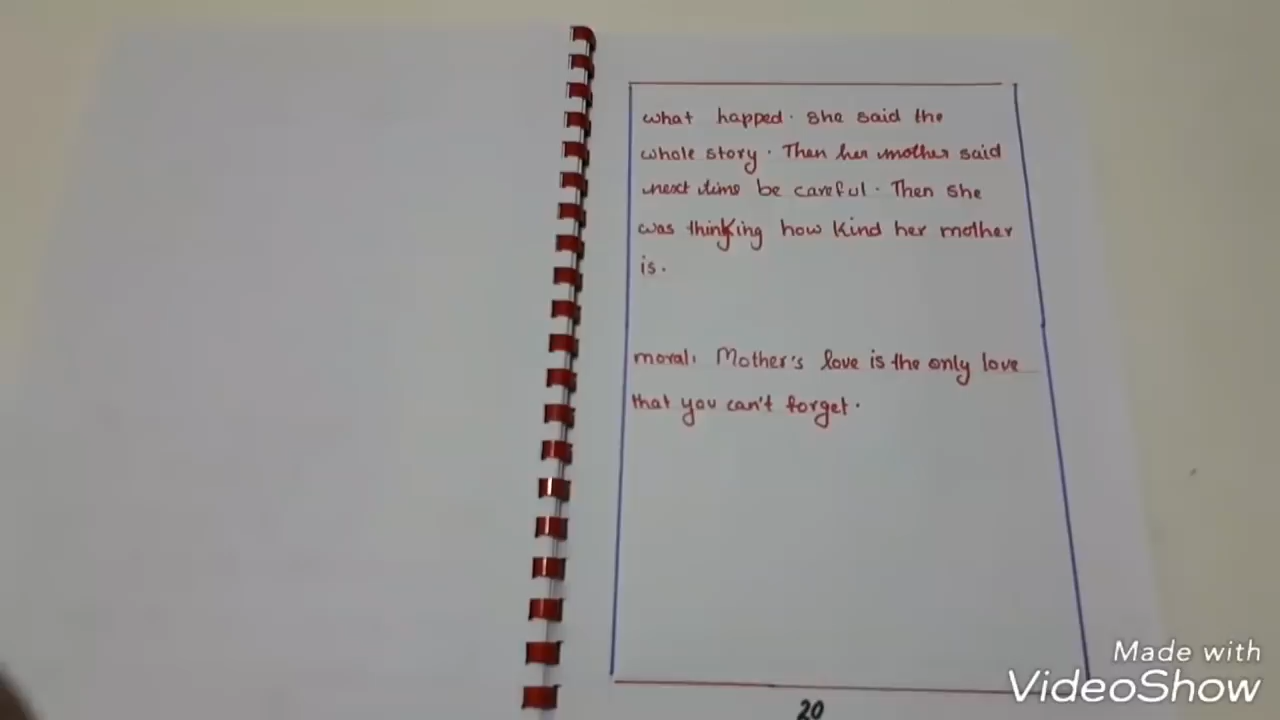 what happed. she said the
whole story. Then her mother said
next time be careful. Then she
was thinking how kind her mother
is.
moral: Mother's love is the only love
that you can't forget.
20
Made with
VideoShow